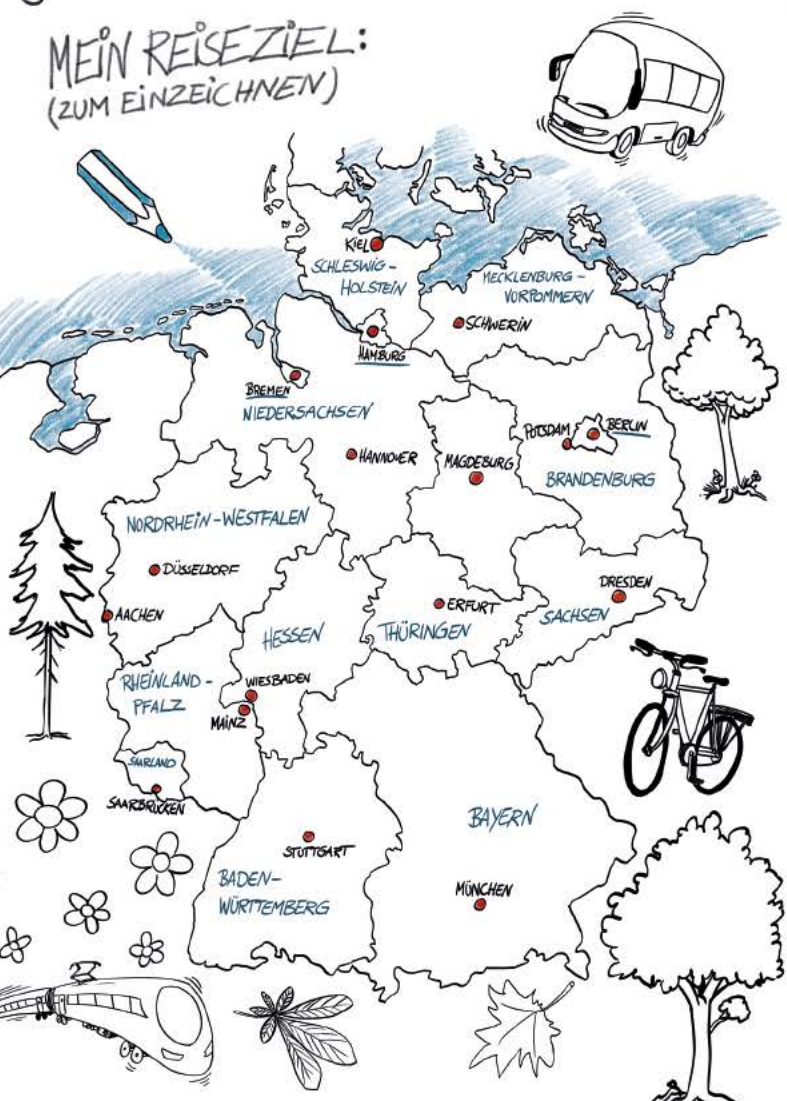 MEIN REISEZIEL:
(ZUM EINZEICHNEN)
KIEL
SCHLESWIG-
HOLSTEIN
MECKLENBURG-
VORPOMMERN
SCHWERIN
HAMBURG
BREMEN
NIEDERSACHSEN
HANNOVER
MAGDEBURG
POTSDAM
BERLIN
BRANDENBURG
NORDRHEIN-WESTFALEN
DÜSSELDORF
AACHEN
HESSEN
ERFURT
THÜRINGEN
DRESDEN
SACHSEN
RHEINLAND-
PFALZ
WIESBADEN
MAINZ
SAARLAND
SAARBRÜCKEN
BAYERN
STUTTGART
BADEN-
WÜRTTEMBERG
MÜNCHEN